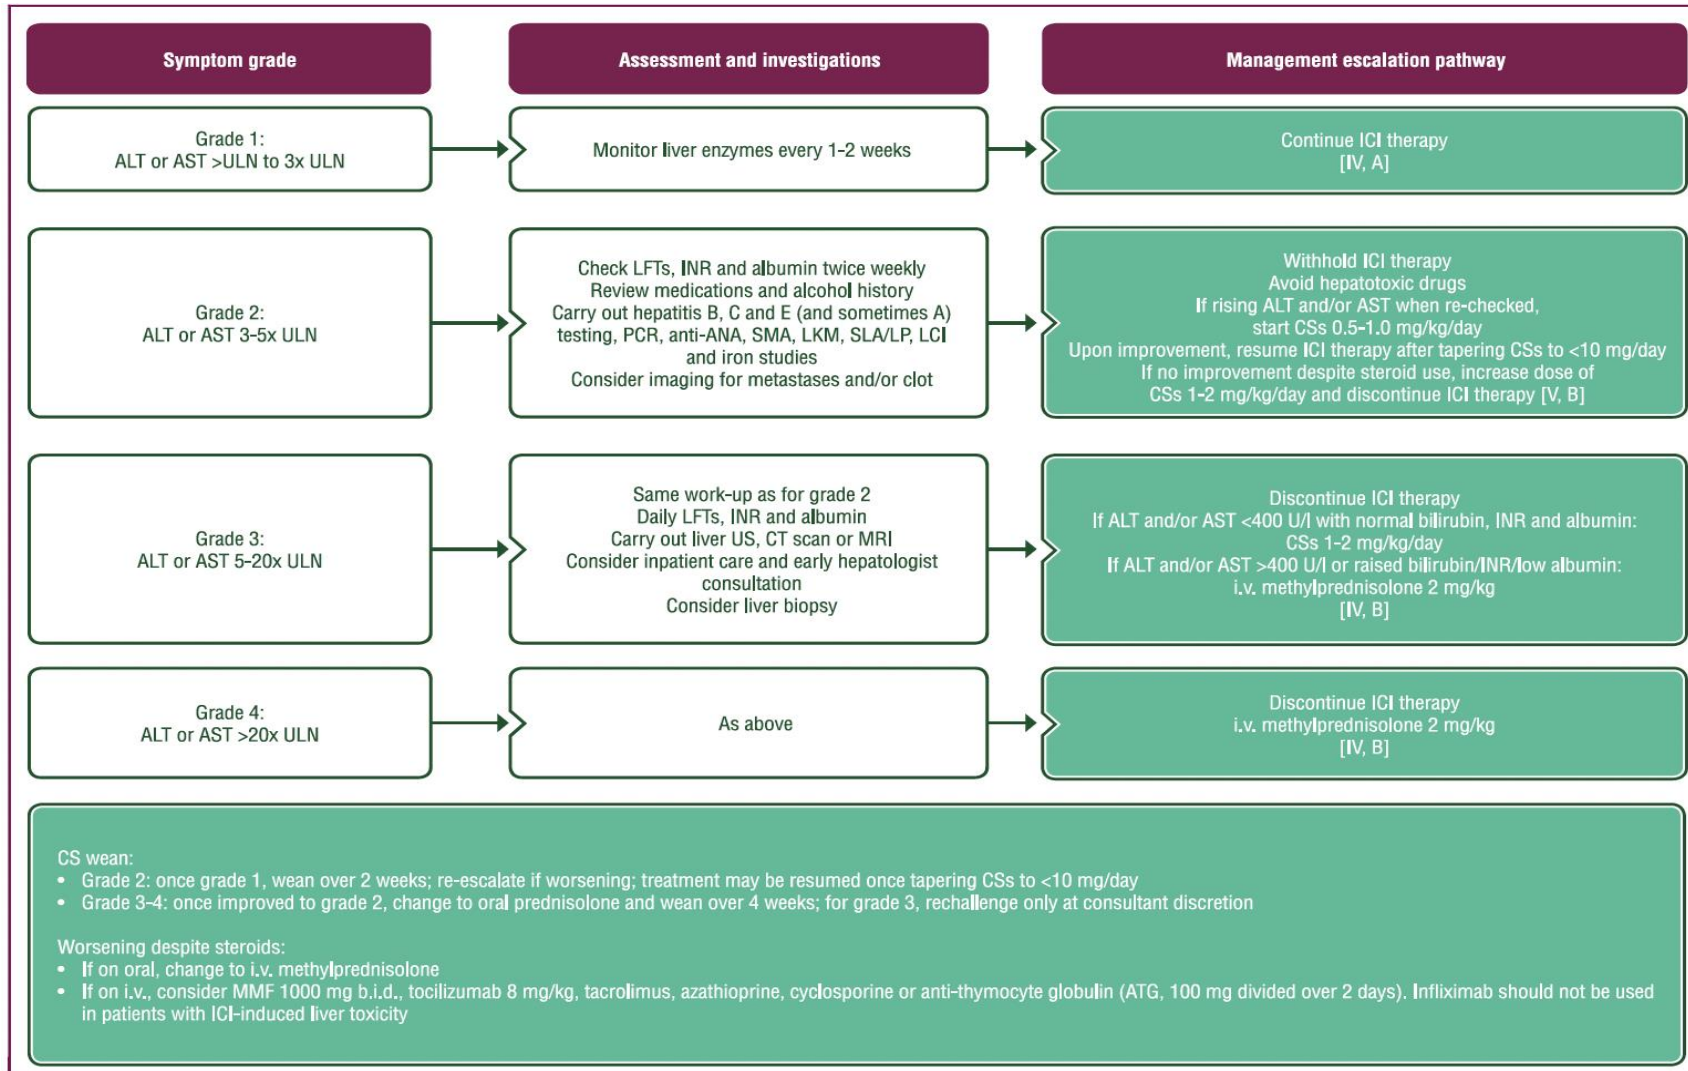 Symptom grade
Assessment and investigations
Management escalation pathway
Grade 1:
ALT or AST >ULN to 3x ULN
Monitor liver enzymes every 1-2 weeks
Continue ICI therapy
[IV, A]
Grade 2:
ALT or AST 3-5x ULN
Check LFTs, INR and albumin twice weekly
Review medications and alcohol history
Carry out hepatitis B, C and E (and sometimes A)
testing, PCR, anti-ANA, SMA, LKM, SLA/LP, LCI
and iron studies
Consider imaging for metastases and/or clot
Withhold ICI therapy
Avoid hepatotoxic drugs
If rising ALT and/or AST when re-checked,
start CSs 0.5-1.0 mg/kg/day
Upon improvement, resume ICI therapy after tapering CSs to <10 mg/day
If no improvement despite steroid use, increase dose of
CSs 1-2 mg/kg/day and discontinue ICI therapy [V, B]
Grade 3:
ALT or AST 5-20x ULN
Same work-up as for grade 2
Daily LFTs, INR and albumin
Carry out liver US, CT scan or MRI
Consider inpatient care and early hepatologist
consultation
Consider liver biopsy
Discontinue ICI therapy
If ALT and/or AST <400 U/l with normal bilirubin, INR and albumin:
CSs 1-2 mg/kg/day
If ALT and/or AST >400 U/l or raised bilirubin/INR/low albumin:
i.v. methylprednisolone 2 mg/kg
[IV, B]
Grade 4:
ALT or AST >20x ULN
As above
Discontinue ICI therapy
i.v. methylprednisolone 2 mg/kg
[IV, B]
CS wean:
• Grade 2: once grade 1, wean over 2 weeks; re-escalate if worsening; treatment may be resumed once tapering CSs to <10 mg/day
• Grade 3-4: once improved to grade 2, change to oral prednisolone and wean over 4 weeks; for grade 3, rechallenge only at consultant discretion
Worsening despite steroids:
• If on oral, change to i.v. methylprednisolone
• If on i.v., consider MMF 1000 mg b.i.d., tocilizumab 8 mg/kg, tacrolimus, azathioprine, cyclosporine or anti-thymocyte globulin (ATG, 100 mg divided over 2 days). Infliximab should not be used
in patients with ICI-induced liver toxicity